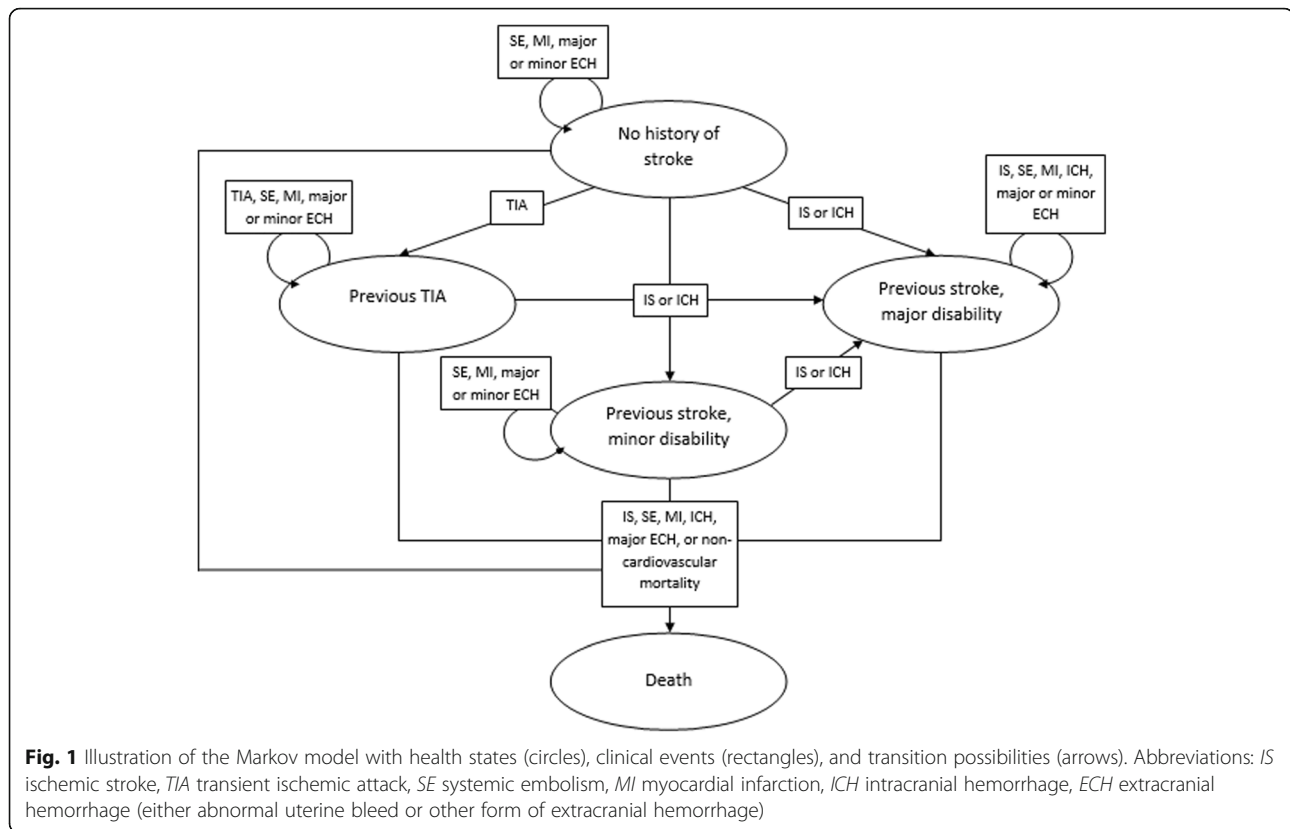 SE, MI, major
or minor ECH
No history of
stroke
TIA, SE, MI, major
or minor ECH
TIA
IS or ICH
IS, SE, MI, ICH,
major or minor
ECH
Previous TIA
IS or ICH
Previous stroke,
major disability
SE, MI, major
or minor ECH
IS or ICH
Previous stroke,
minor disability
IS, SE, MI, ICH,
major ECH, or non-
cardiovascular
mortality
Death
Fig. 1 Illustration of the Markov model with health states (circles), clinical events (rectangles), and transition possibilities (arrows). Abbreviations: IS
ischemic stroke, TIA transient ischemic attack, SE systemic embolism, MI myocardial infarction, ICH intracranial hemorrhage, ECH extracranial
hemorrhage (either abnormal uterine bleed or other form of extracranial hemorrhage)